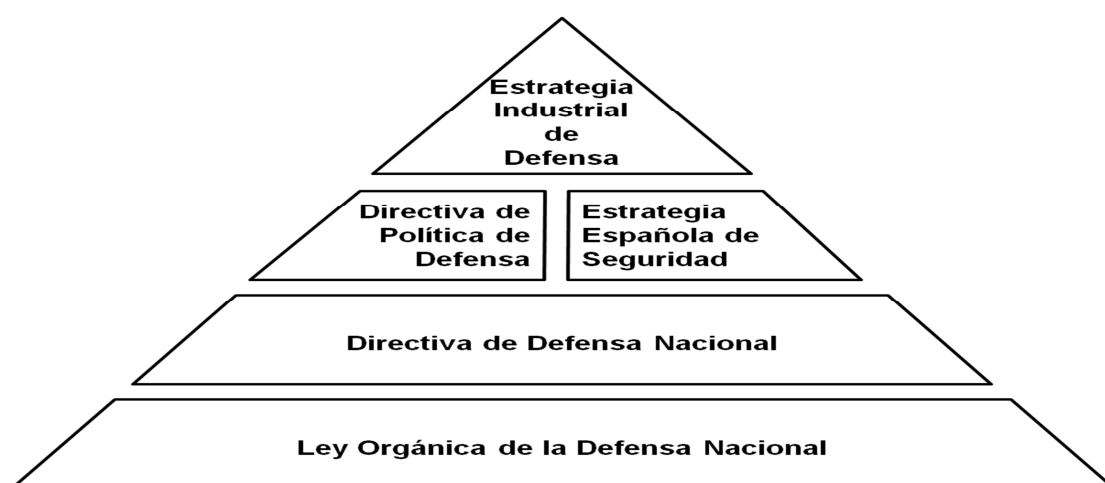 Estrategia
Industrial
de
Defensa
Directiva de
Política de
Defensa
Estrategia
Española de
Seguridad
Directiva de Defensa Nacional
Ley Orgánica de la Defensa Nacional